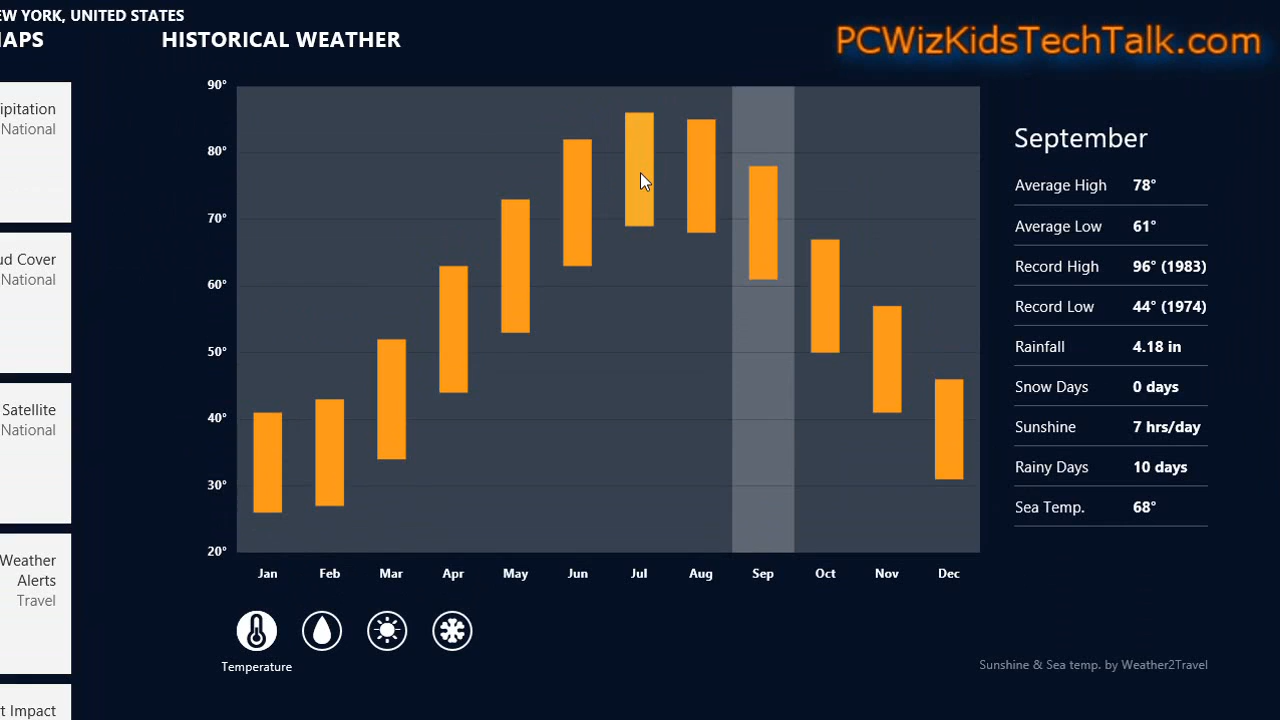 EW YORK, UNITED STATES
APS
HISTORICAL WEATHER
PCWizKidsTechTalk.com
ipitation
National
ud Cover
National
Satellite
National
Weather
Alerts
Travel
t Impact
90°
80°
70°
60°
50°
40°
30°
20°
Jan Feb Mar Apr May Jun Jul Aug Sep Oct Nov Dec
Temperature
September
Average High 78°
Average Low 61°
Record High 96° (1983)
Record Low 44° (1974)
Rainfall 4.18 in
Snow Days 0 days
Sunshine 7 hrs/day
Rainy Days 10 days
Sea Temp. 68°
Sunshine & Sea temp. by Weather2Travel